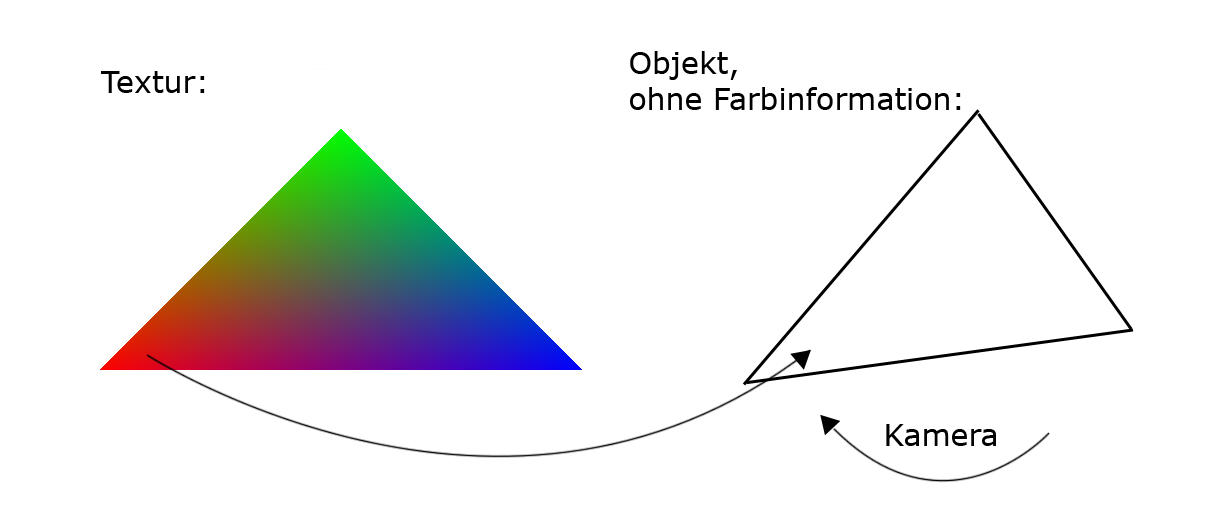 Textur:
Objekt,
ohne Farbinformation:
Kamera